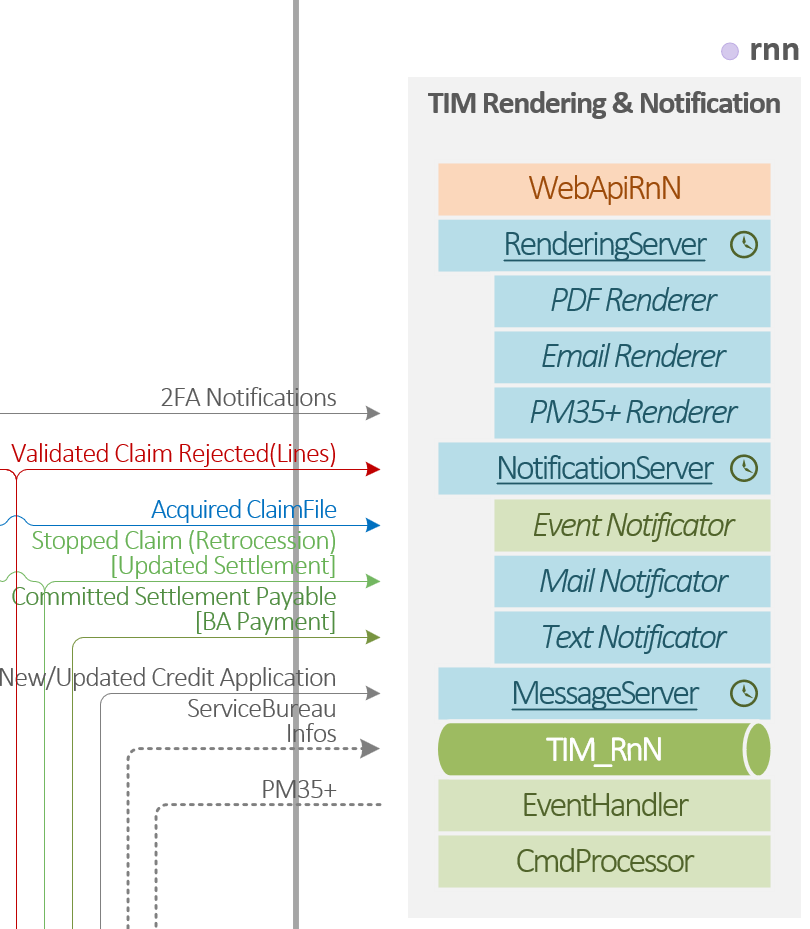 rnn
TIM Rendering & Notification
WebApiRnN
RenderingServer
PDF Renderer
Email Renderer
PM35+ Renderer
NotificationServer
Event Notificator
Mail Notificator
Text Notificator
MessageServer
TIM_RnN
EventHandler
CmdProcessor
2FA Notifications
Validated Claim Rejected(Lines)
Acquired ClaimFile
Stopped Claim (Retrocession)
[Updated Settlement]
Committed Settlement Payable
[BA Payment]
New/Updated Credit Application
ServiceBureau
Infos
PM35+